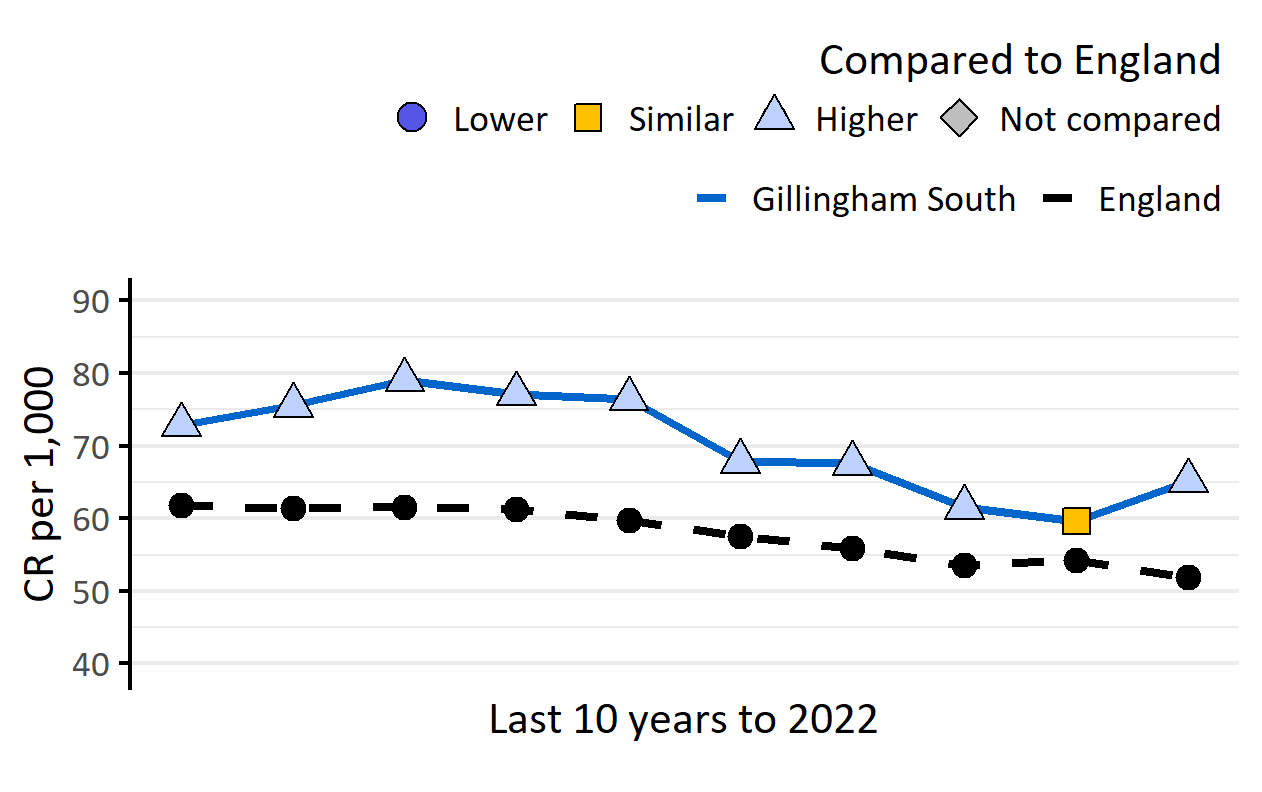 Compared to England
Lower Similar Higher Not compared
Gillingham South England
90
80
70
60
50
40
CR per 1,000
Last 10 years to 2022